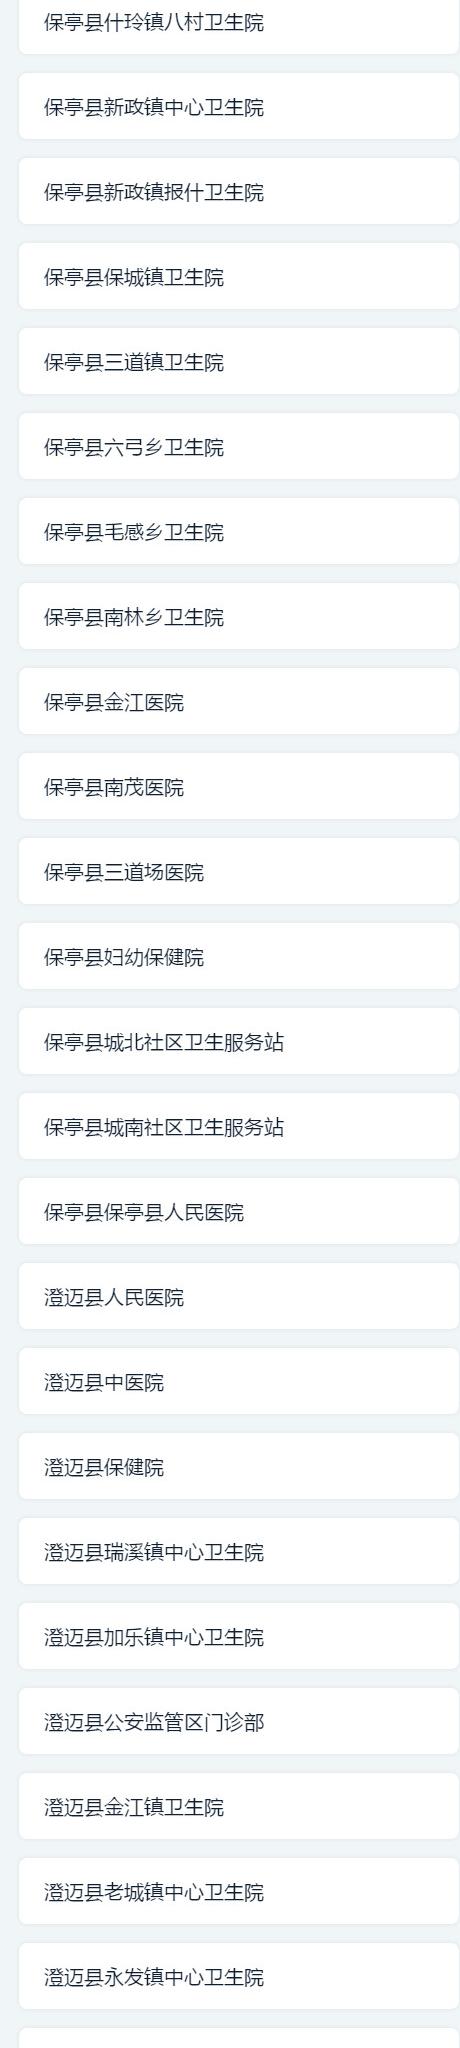 保亭县什玲镇八村卫生院
保亭县新政镇中心卫生院
保亭县新政镇报什卫生院
保亭县保城镇卫生院
保亭县三道镇卫生院
保亭县六弓乡卫生院
保亭县毛感乡卫生院
保亭县南林乡卫生院
保亭县金江医院
保亭县南茂医院
保亭县三道场医院
保亭县妇幼保健院
保亭县城北社区卫生服务站
保亭县城南社区卫生服务站
保亭县保亭县人民医院
澄迈县人民医院
澄迈县中医院
澄迈县保健院
澄迈县瑞溪镇中心卫生院
澄迈县加乐镇中心卫生院
澄迈县公安监管区门诊部
澄迈县金江镇卫生院
澄迈县老城镇中心卫生院
澄迈县永发镇中心卫生院